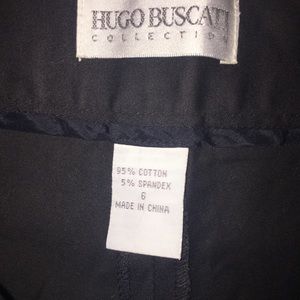 HUGO BUSCATI
COLLECTION
95% COTTON
5% SPANDEX
6
MADE IN CHINA